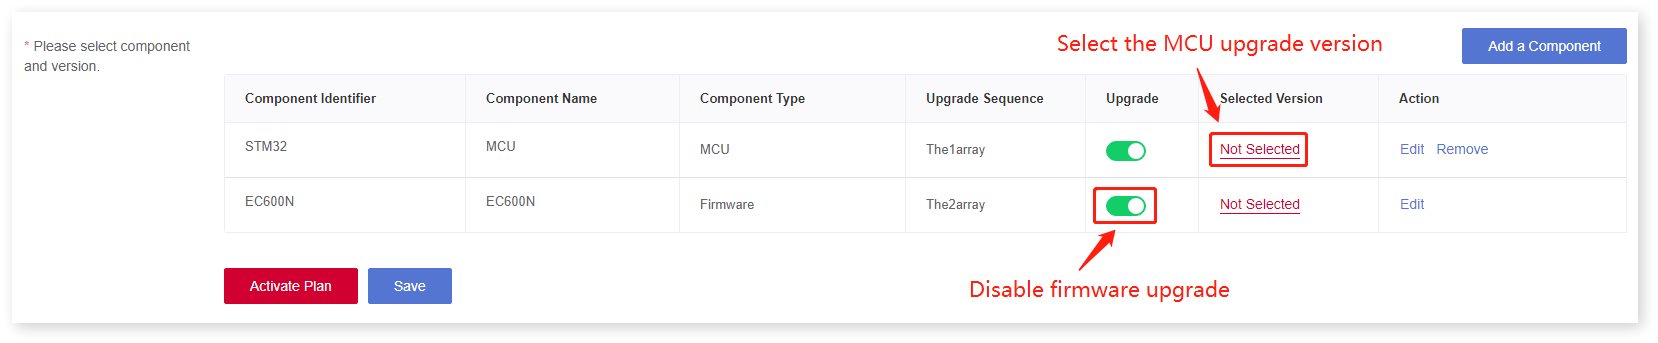 * Please select component
and version.
Select the MCU upgrade version
Add a Component
Component Identifier Component Name Component Type Upgrade Sequence Upgrade Selected Version Action
STM32 MCU MCU The1array Not Selected Edit Remove
EC600N EC600N Firmware The2array Not Selected Edit
Activate Plan Save
Disable firmware upgrade